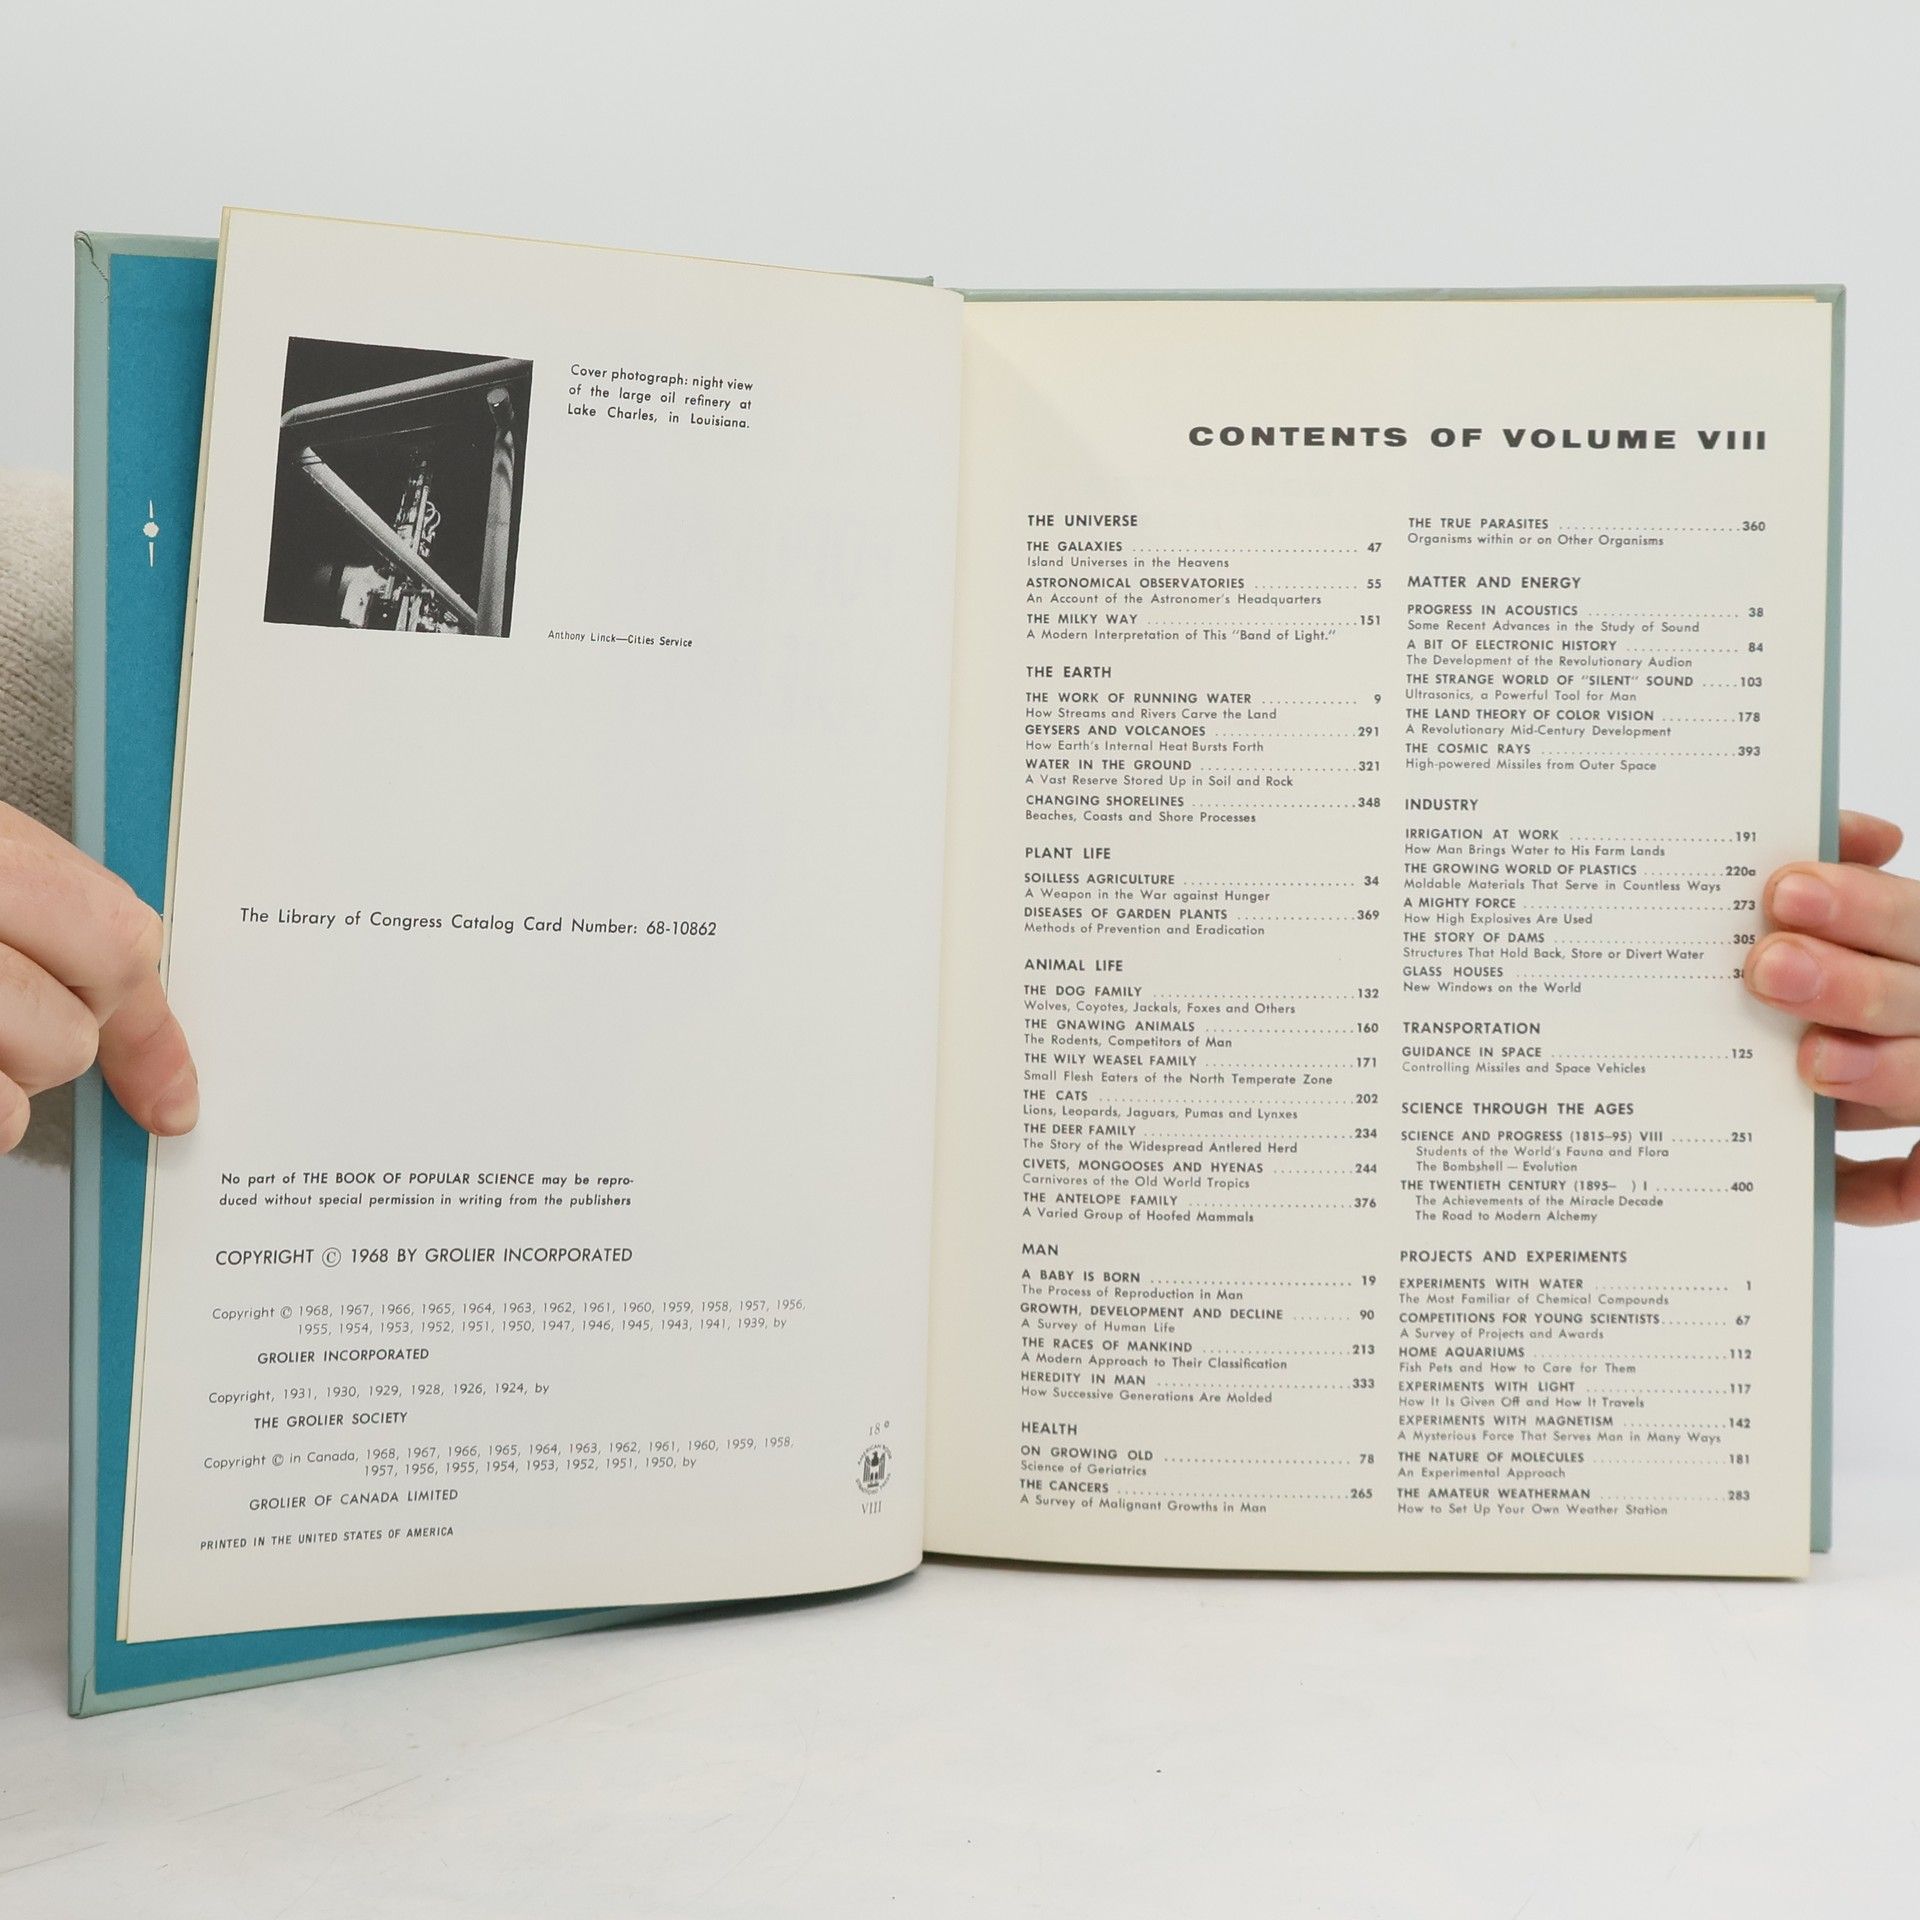 Cover photograph: night view
of the large oil refinery at
Lake Charles, in Louisiana.
Anthony Linck—Cities Service
The Library of Congress Catalog Card Number: 68-10862
No part of THE BOOK OF POPULAR SCIENCE may be repro-
duced without special permission in writing from the publishers
COPYRIGHT © 1968 BY GROLIER INCORPORATED
Copyright © 1968, 1967, 1966, 1965, 1964, 1963, 1962, 1961, 1960, 1959, 1958, 1957, 1956,
1955, 1954, 1953, 1952, 1951, 1950, 1947, 1946, 1945, 1943, 1941, 1939, by
GROLIER INCORPORATED
Copyright, 1931, 1930, 1929, 1928, 1926, 1924, by
THE GROLIER SOCIETY
Copyright © in Canada, 1968, 1967, 1966, 1965, 1964, 1963, 1962, 1961, 1960, 1959, 1958,
1957, 1956, 1955, 1954, 1953, 1952, 1951, 1950, by
GROLIER OF CANADA LIMITED
PRINTED IN THE UNITED STATES OF AMERICA
VIII
CONTENTS OF VOLUME VIII
THE UNIVERSE
THE GALAXIES 47
Island Universes in the Heavens
ASTRONOMICAL OBSERVATORIES 55
An Account of the Astronomer's Headquarters
THE MILKY WAY 151
A Modern Interpretation of This "Band of Light."
THE EARTH
THE WORK OF RUNNING WATER 9
How Streams and Rivers Carve the Land
GEYSERS AND VOLCANOES 291
How Earth's Internal Heat Bursts Forth
WATER IN THE GROUND 321
A Vast Reserve Stored Up in Soil and Rock
CHANGING SHORELINES 348
Beaches, Coasts and Shore Processes
PLANT LIFE
SOILLESS AGRICULTURE 34
A Weapon in the War against Hunger
DISEASES OF GARDEN PLANTS 369
Methods of Prevention and Eradication
ANIMAL LIFE
THE DOG FAMILY 132
Wolves, Coyotes, Jackals, Foxes and Others
THE GNAWING ANIMALS 160
The Rodents, Competitors of Man
THE WILY WEASEL FAMILY 171
Small Flesh Eaters of the North Temperate Zone
THE CATS 202
Lions, Leopards, Jaguars, Pumas and Lynxes
THE DEER FAMILY 234
The Story of the Widespread Antlered Herd
CIVETS, MONGOOSES AND HYENAS 244
Carnivores of the Old World Tropics
THE ANTELOPE FAMILY 376
A Varied Group of Hoofed Mammals
MAN
A BABY IS BORN 19
The Process of Reproduction in Man
GROWTH, DEVELOPMENT AND DECLINE 90
A Survey of Human Life
THE RACES OF MANKIND 213
A Modern Approach to Their Classification
HEREDITY IN MAN 333
How Successive Generations Are Molded
HEALTH
ON GROWING OLD 78
Science of Geriatrics
THE CANCERS 265
A Survey of Malignant Growths in Man
THE TRUE PARASITES 360
Organisms within or on Other Organisms
MATTER AND ENERGY
PROGRESS IN ACOUSTICS 38
Some Recent Advances in the Study of Sound
A BIT OF ELECTRONIC HISTORY 84
The Development of the Revolutionary Audion
THE STRANGE WORLD OF "SILENT" SOUND 103
Ultrasonics, a Powerful Tool for Man
THE LAND THEORY OF COLOR VISION 178
A Revolutionary Mid-Century Development
THE COSMIC RAYS 393
High-powered Missiles from Outer Space
INDUSTRY
IRRIGATION AT WORK 191
How Man Brings Water to His Farm Lands
THE GROWING WORLD OF PLASTICS 220a
Moldable Materials That Serve in Countless Ways
A MIGHTY FORCE 273
How High Explosives Are Used
THE STORY OF DAMS 305
Structures That Hold Back, Store or Divert Water
GLASS HOUSES
New Windows on the World
TRANSPORTATION
GUIDANCE IN SPACE 125
Controlling Missiles and Space Vehicles
SCIENCE THROUGH THE AGES
SCIENCE AND PROGRESS (1815–95) VIII 251
Students of the World's Fauna and Flora
The Bombshell — Evolution
THE TWENTIETH CENTURY (1895– ) I 400
The Achievements of the Miracle Decade
The Road to Modern Alchemy
PROJECTS AND EXPERIMENTS
EXPERIMENTS WITH WATER 1
The Most Familiar of Chemical Compounds
COMPETITIONS FOR YOUNG SCIENTISTS 67
A Survey of Projects and Awards
HOME AQUARIUMS 112
Fish Pets and How to Care for Them
EXPERIMENTS WITH LIGHT 117
How It Is Given Off and How It Travels
EXPERIMENTS WITH MAGNETISM 142
A Mysterious Force That Serves Man in Many Ways
THE NATURE OF MOLECULES 181
An Experimental Approach
THE AMATEUR WEATHERMAN 283
How to Set Up Your Own Weather Station